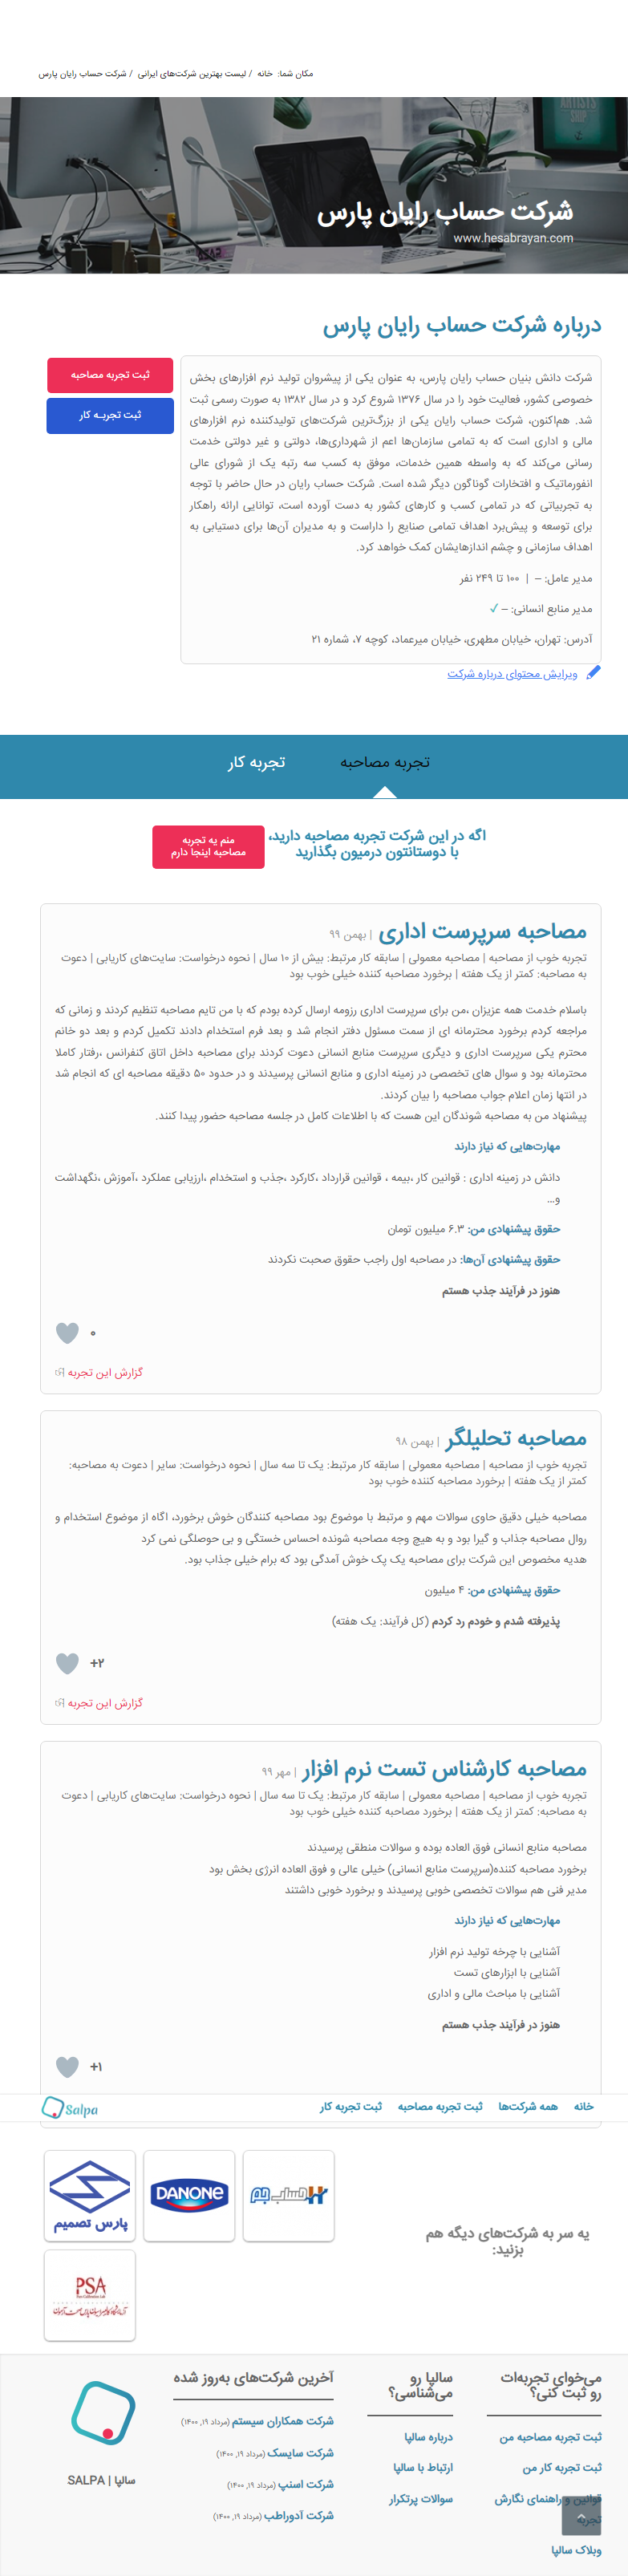 مکان شما: خانه / لیست بهترین شرکت‌های ایرانی / شرکت حساب رایان پارس
شرکت حساب رایان پارس
www.hesabrayan.com
درباره شرکت حساب رایان پارس
ثبت تجربه مصاحبه
ثبت تجربـه کار
شرکت دانش بنیان حساب رایان پارس، به عنوان یکی از پیشروان تولید نرم افزارهای بخش
خصوصی کشور، فعالیت خود را در سال ۱۳۷۶ شروع کرد و در سال ۱۳۸۲ به صورت رسمی ثبت
شد. هم‌اکنون، شرکت حساب رایان یکی از بزرگ‌ترین شرکت‌های تولیدکننده نرم افزارهای
مالی و اداری است که به تمامی سازمان‌ها اعم از شهرداری‌ها، دولتی و غیر دولتی خدمت
رسانی می‌کند که به واسطه همین خدمات، موفق به کسب سه رتبه یک از شورای عالی
انفورماتیک و افتخارات گوناگون دیگر شده است. شرکت حساب رایان در حال حاضر با توجه
به تجربیاتی که در تمامی کسب و کارهای کشور به دست آورده است، توانایی ارائه راهکار
برای توسعه و پیش‌برد اهداف تمامی صنایع را داراست و به مدیران آن‌ها برای دستیابی به
اهداف سازمانی و چشم اندازهایشان کمک خواهد کرد.
مدیر عامل: – | ۱۰۰ تا ۲۴۹ نفر
مدیر منابع انسانی: – ✓
آدرس: تهران، خیابان مطهری، خیابان میرعماد، کوچه ۷، شماره ۲۱
ویرایش محتوای درباره شرکت
تجربه مصاحبه
تجربه کار
اگه در این شرکت تجربه مصاحبه دارید،
با دوستانتون درمیون بگذارید
منم یه تجربه
مصاحبه اینجا دارم
مصاحبه سرپرست اداری | بهمن ۹۹
تجربه خوب از مصاحبه | مصاحبه معمولی | سابقه کار مرتبط: بیش از ۱۰ سال | نحوه درخواست: سایت‌های کاریابی | دعوت
به مصاحبه: کمتر از یک هفته | برخورد مصاحبه کننده خیلی خوب بود
باسلام خدمت همه عزیزان ،من برای سرپرست اداری رزومه ارسال کرده بودم که با من تایم مصاحبه تنظیم کردند و زمانی که
مراجعه کردم برخورد محترمانه ای از سمت مسئول دفتر انجام شد و بعد فرم استخدام دادند تکمیل کردم و بعد دو خانم
محترم یکی سرپرست اداری و دیگری سرپرست منابع انسانی دعوت کردند برای مصاحبه داخل اتاق کنفرانس ،رفتار کاملا
محترمانه بود و سوال های تخصصی در زمینه اداری و منابع انسانی پرسیدند و در حدود ۵۰ دقیقه مصاحبه ای که انجام شد
در انتها زمان اعلام جواب مصاحبه را بیان کردند.
پیشنهاد من به مصاحبه شوندگان این هست که با اطلاعات کامل در جلسه مصاحبه حضور پیدا کنند.
مهارت‌هایی که نیاز دارند
دانش در زمینه اداری : قوانین کار ،بیمه ، قوانین قرارداد ،کارکرد ،جذب و استخدام ،ارزیابی عملکرد ،آموزش ،نگهداشت
و...
حقوق پیشنهادی من: ۶.۳ میلیون تومان
حقوق پیشنهادی آن‌ها: در مصاحبه اول راجب حقوق صحبت نکردند
هنوز در فرآیند جذب هستم
۰
گزارش این تجربه
مصاحبه تحلیلگر | بهمن ۹۸
تجربه خوب از مصاحبه | مصاحبه معمولی | سابقه کار مرتبط: یک تا سه سال | نحوه درخواست: سایر | دعوت به مصاحبه:
کمتر از یک هفته | برخورد مصاحبه کننده خوب بود
مصاحبه خیلی دقیق حاوی سوالات مهم و مرتبط با موضوع بود مصاحبه کنندگان خوش برخورد، اگاه از موضوع استخدام و
روال مصاحبه جذاب و گیرا بود و به هیچ وجه مصاحبه شونده احساس خستگی و بی حوصلگی نمی کرد
هدیه مخصوص این شرکت برای مصاحبه یک پک خوش آمدگی بود که برام خیلی جذاب بود.
حقوق پیشنهادی من: ۴ میلیون
پذیرفته شدم و خودم رد کردم (کل فرآیند: یک هفته)
+۲
گزارش این تجربه
مصاحبه کارشناس تست نرم افزار | مهر ۹۹
تجربه خوب از مصاحبه | مصاحبه معمولی | سابقه کار مرتبط: یک تا سه سال | نحوه درخواست: سایت‌های کاریابی | دعوت
به مصاحبه: کمتر از یک هفته | برخورد مصاحبه کننده خیلی خوب بود
مصاحبه منابع انسانی فوق العاده بوده و سوالات منطقی پرسیدند
برخورد مصاحبه کننده(سرپرست منابع انسانی) خیلی عالی و فوق العاده انرژی بخش بود
مدیر فنی هم سوالات تخصصی خوبی پرسیدند و برخورد خوبی داشتند
مهارت‌هایی که نیاز دارند
آشنایی با چرخه تولید نرم افزار
آشنایی با ابزارهای تست
آشنایی با مباحث مالی و اداری
هنوز در فرآیند جذب هستم
+۱
خانه
همه شرکت‌ها
ثبت تجربه مصاحبه
ثبت تجربه کار
Salpa
یه سر به شرکت‌های دیگه هم
بزنید:
حساب جم
DANONE
پارس تصمیم
PSA
می‌خوای تجربه‌ات
رو ثبت کنی؟
ثبت تجربه مصاحبه من
ثبت تجربه کار من
قوانین و راهنمای نگارش
تجربه
وبلاگ سالپا
سالپا رو
می‌شناسی؟
درباره سالپا
ارتباط با سالپا
سوالات پرتکرار
آخرین شرکت‌های به‌روز شده
شرکت همکاران سیستم (مرداد ۱۹, ۱۴۰۰)
شرکت سایسک (مرداد ۱۹, ۱۴۰۰)
شرکت اسنپ (مرداد ۱۹, ۱۴۰۰)
شرکت آدوراطب (مرداد ۱۹, ۱۴۰۰)
سالپا | SALPA